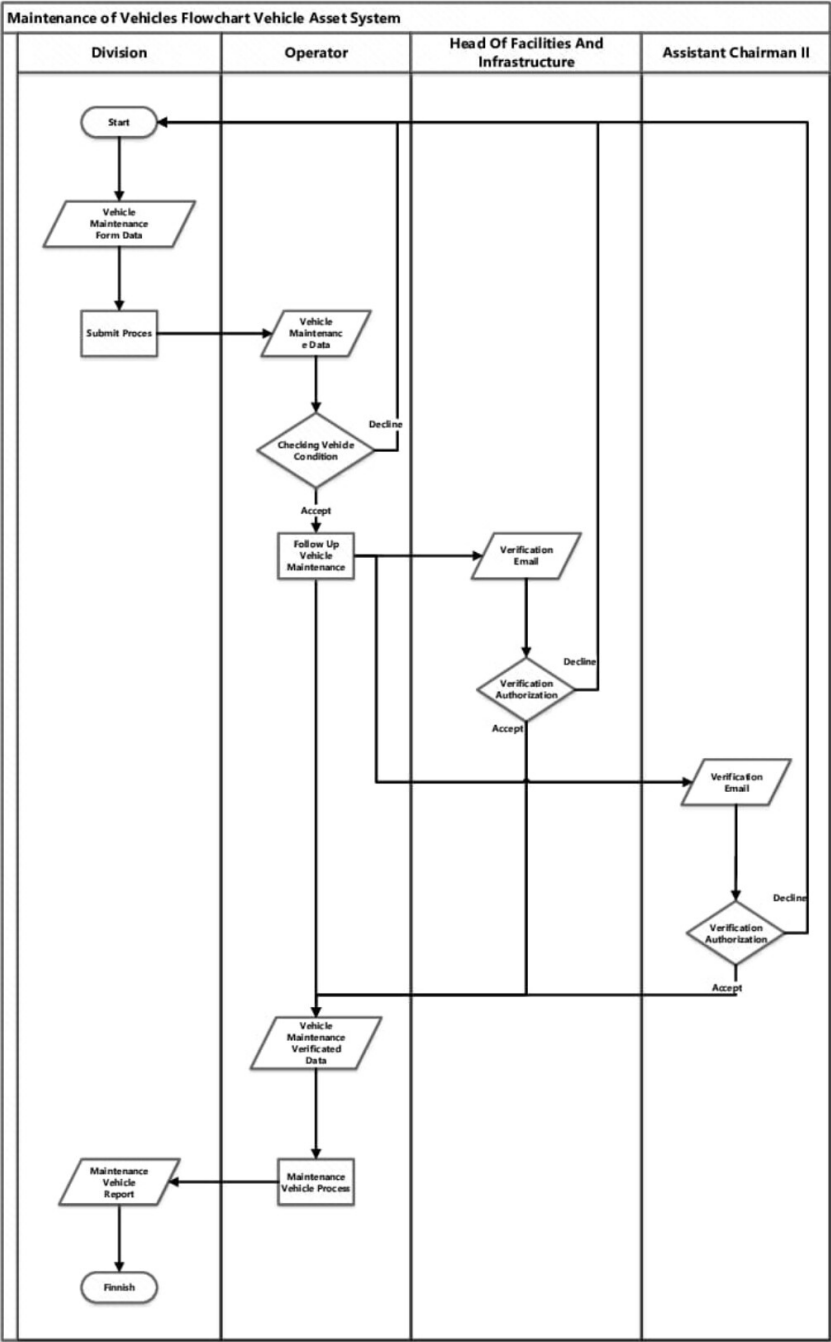 Maintenance of Vehicles Flowchart Vehicle Asset System
Division
Operator
Head Of Facilities And
Infrastructure
Assistant Chairman II
Start
Vehicle
Maintenance
Form Data
Submit Proces
Vehicle
Maintenanc
e Data
Decline
Checking Vehicle
Condition
Accept
Follow Up
Vehicle
Maintenance
Verification
Email
Decline
Verification
Authorization
Accept
Verification
Email
Decline
Verification
Authorization
Accept
Vehicle
Maintenance
Verificated
Data
Maintenance
Vehicle Process
Maintenance
Vehicle
Report
Finnish